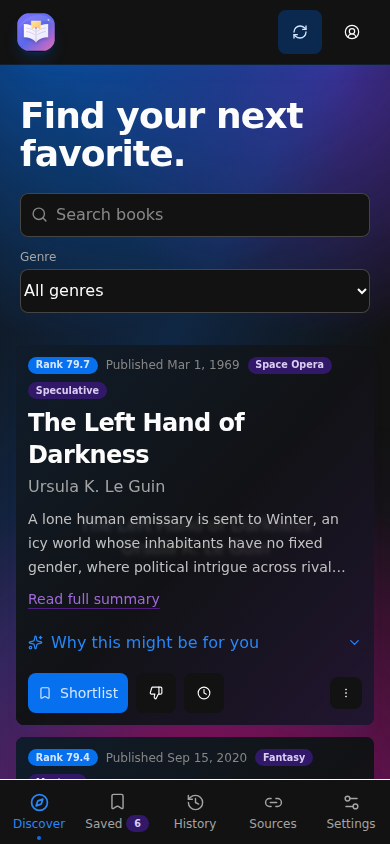 Find your next
favorite.
Search books
Genre
All genres
Rank 79.7 Published Mar 1, 1969 Space Opera
Speculative
The Left Hand of
Darkness
Ursula K. Le Guin
A lone human emissary is sent to Winter, an
icy world whose inhabitants have no fixed
gender, where political intrigue across rival...
Read full summary
Why this might be for you
Shortlist
Rank 79.4 Published Sep 15, 2020 Fantasy
Discover Saved 6 History Sources Settings